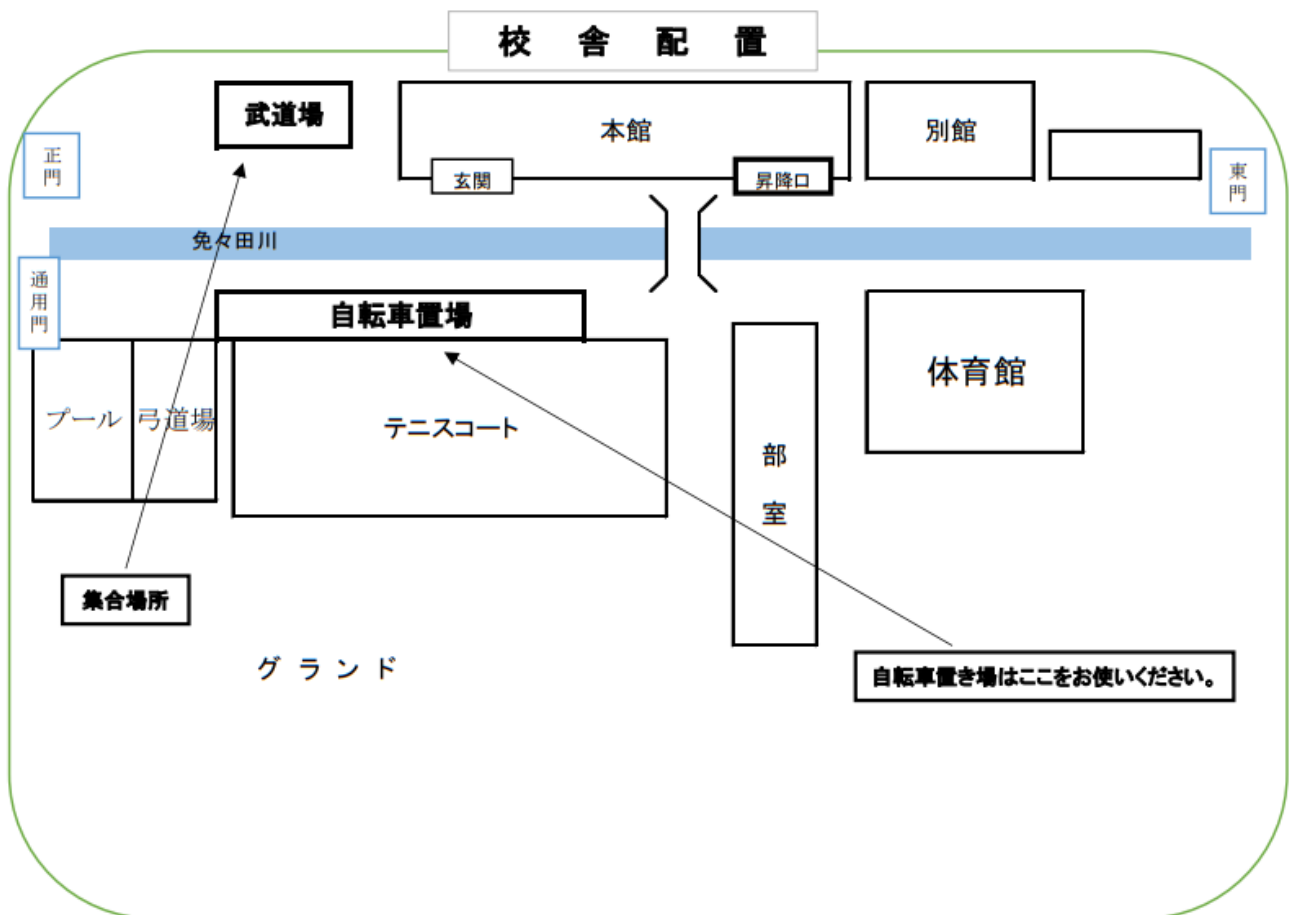 校舎配置
武道場
本館
別館
正門
玄関
昇降口
東門
免々田川
通用門
自転車置場
体育館
プール
弓道場
テニスコート
部室
集合場所
グランド
自転車置き場はここをお使いください。